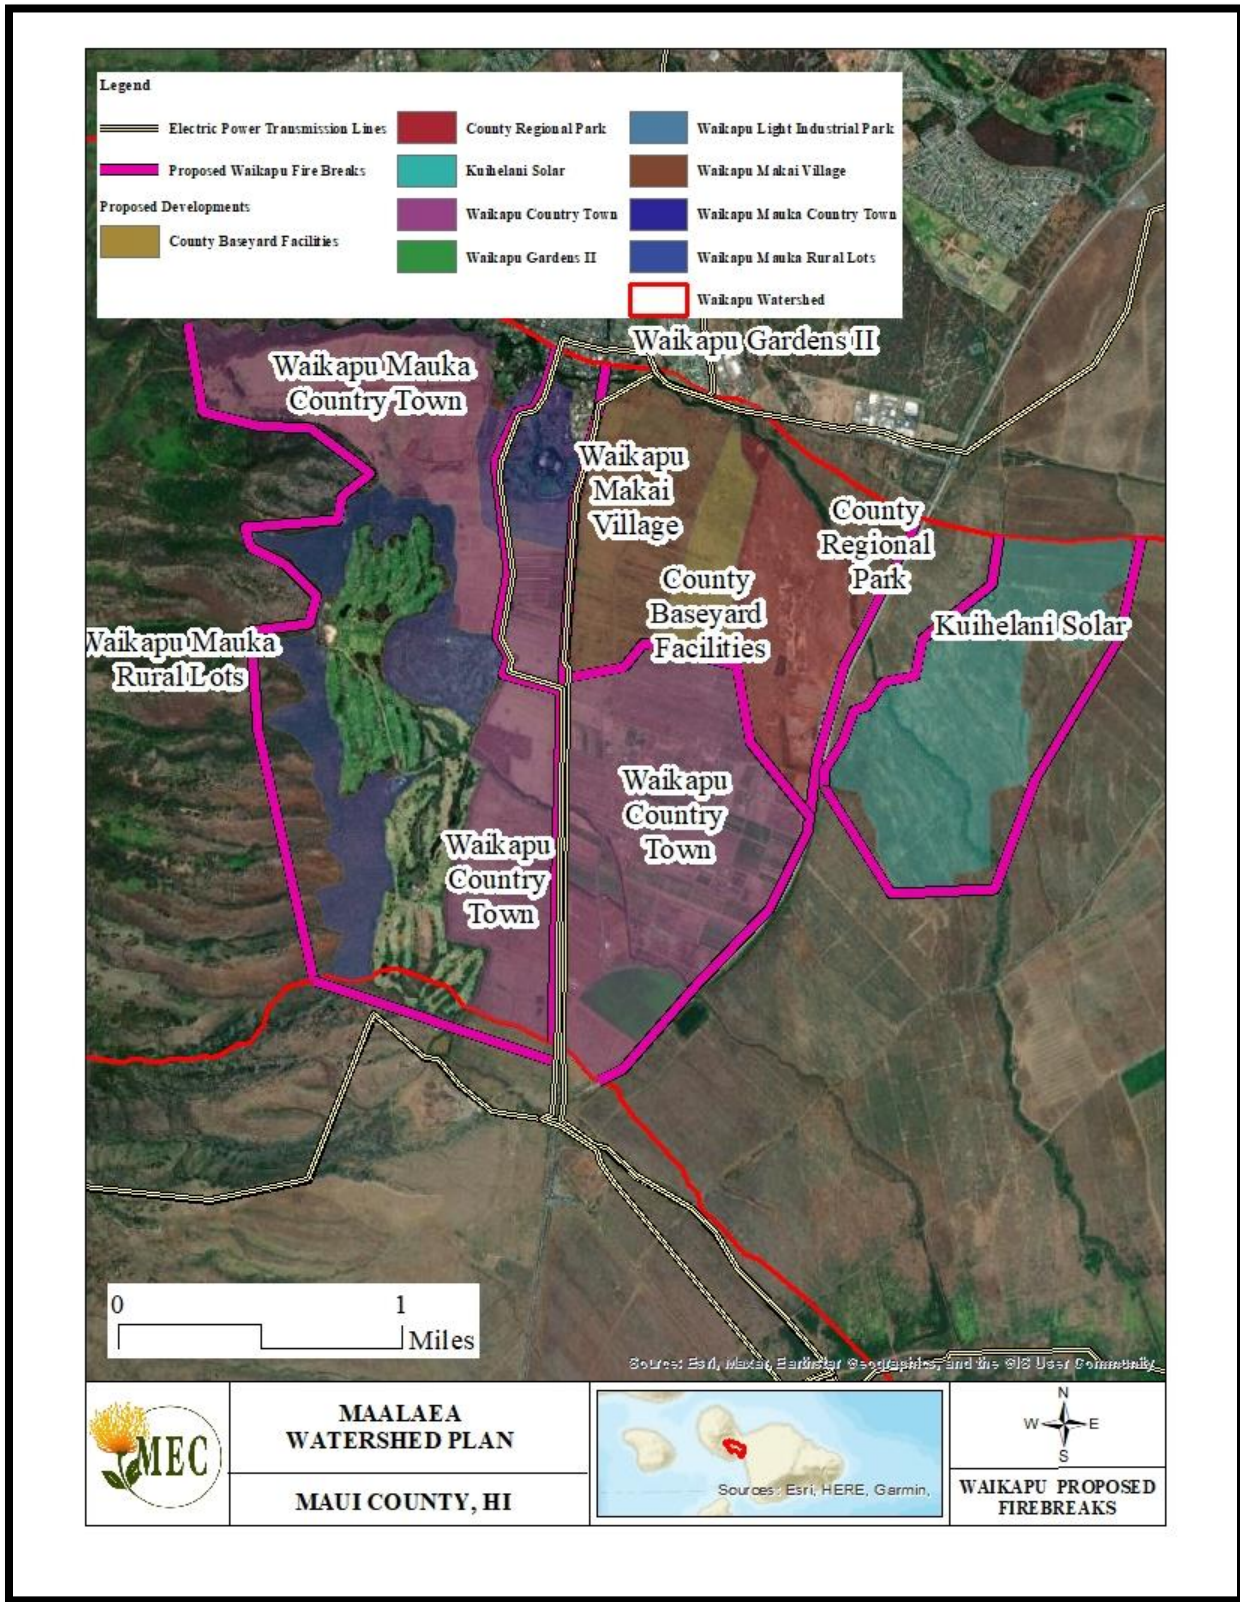 Legend
Electric Power Transmission Lines
Proposed Waikapu Fire Breaks
Proposed Developments
County Baseyard Facilities
County Regional Park
Kuihelani Solar
Waikapu Country Town
Waikapu Gardens II
Waikapu Light Industrial Park
Waikapu Makai Village
Waikapu Mauka Country Town
Waikapu Mauka Rural Lots
Waikapu Watershed
Waikapu Gardens II
Waikapu Mauka
Country Town
Waikapu
Makai
Village
County
Regional
Park
County
Baseyard
Facilities
Kuihelani Solar
Waikapu Mauka
Rural Lots
Waikapu
Country
Town
Waikapu
Country
Town
0 1
Miles
Source: Esri, Maxar, Earthstar Geographics, and the GIS User Community
MEC
MAALAEA
WATERSHED PLAN
MAUI COUNTY, HI
Sources: Esri, HERE, Garmin,
N
W E
S
WAIKAPU PROPOSED
FIREBREAKS